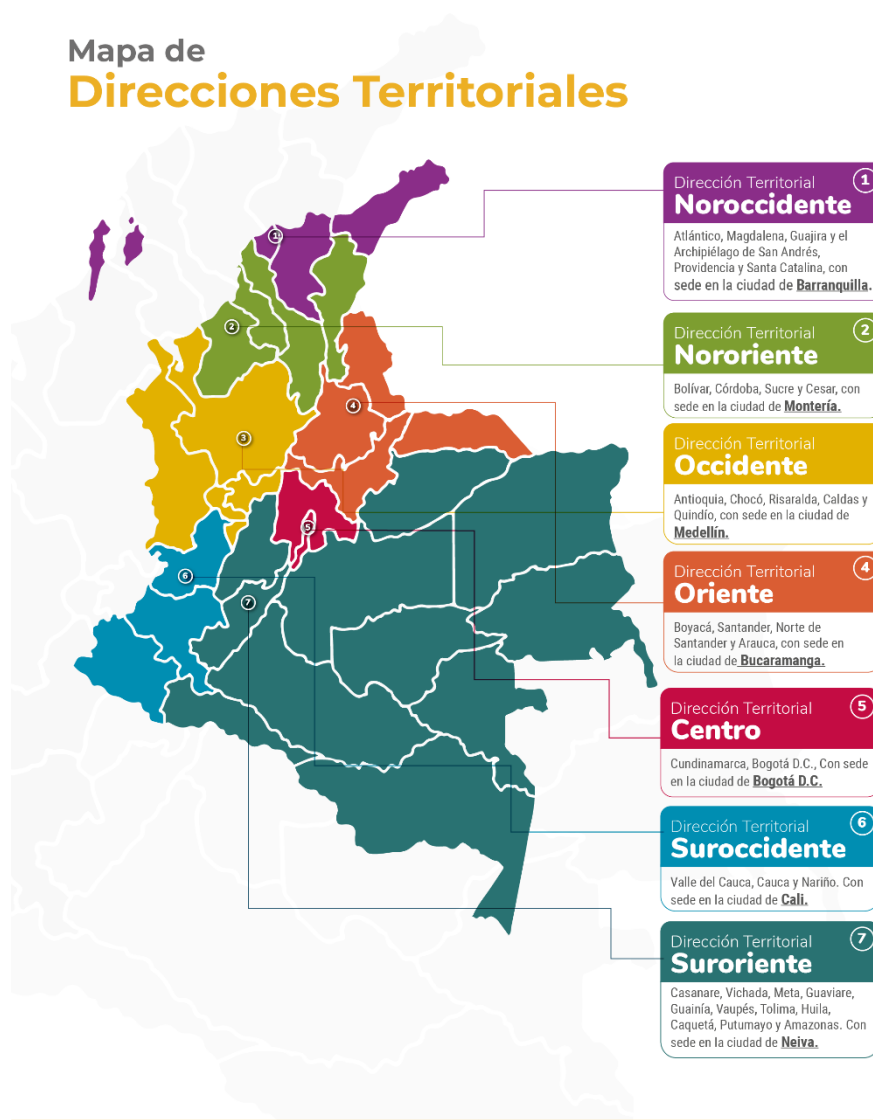 Mapa de
Direcciones Territoriales
Dirección Territorial 1
Noroccidente
Atlántico, Magdalena, Guajira y el
Archipiélago de San Andrés,
Providencia y Santa Catalina, con
sede en la ciudad de Barranquilla.
Dirección Territorial 2
Nororiente
Bolívar, Córdoba, Sucre y Cesar, con
sede en la ciudad de Montería.
Dirección Territorial
Occidente
Antioquia, Chocó, Risaralda, Caldas y
Quindío, con sede en la ciudad de
Medellín.
Dirección Territorial 4
Oriente
Boyacá, Santander, Norte de
Santander y Arauca, con sede en
la ciudad de Bucaramanga.
Dirección Territorial 5
Centro
Cundinamarca, Bogotá D.C., Con sede
en la ciudad de Bogotá D.C.
Dirección Territorial 6
Suroccidente
Valle del Cauca, Cauca y Nariño. Con
sede en la ciudad de Cali.
Dirección Territorial 7
Suroriente
Casanare, Vichada, Meta, Guaviare,
Guainía, Vaupés, Tolima, Huila,
Caquetá, Putumayo y Amazonas. Con
sede en la ciudad de Neiva.
1
2
4
3
5
6
7